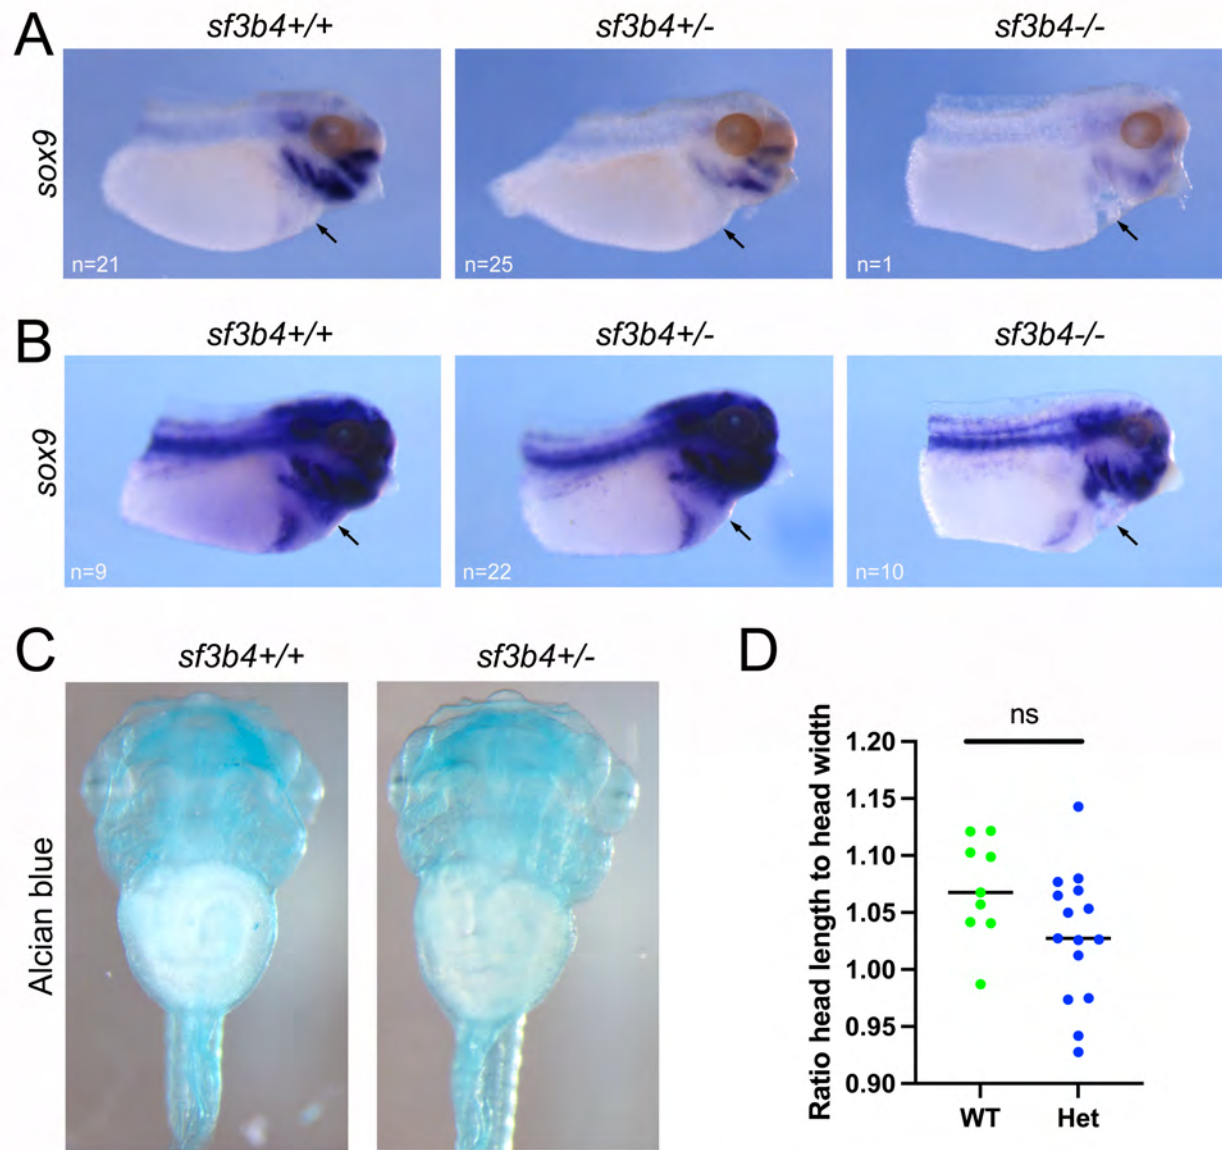 A
sf3b4+/+
sf3b4+/-
sf3b4-/-
sox9
n=21
n=25
n=1
B
sf3b4+/+
sf3b4+/-
sf3b4-/-
sox9
n=9
n=22
n=10
C
sf3b4+/+
sf3b4+/-
Alcian blue
D
ns
Ratio head length to head width
1.20
1.15
1.10
1.05
1.00
0.95
0.90
WT
Het